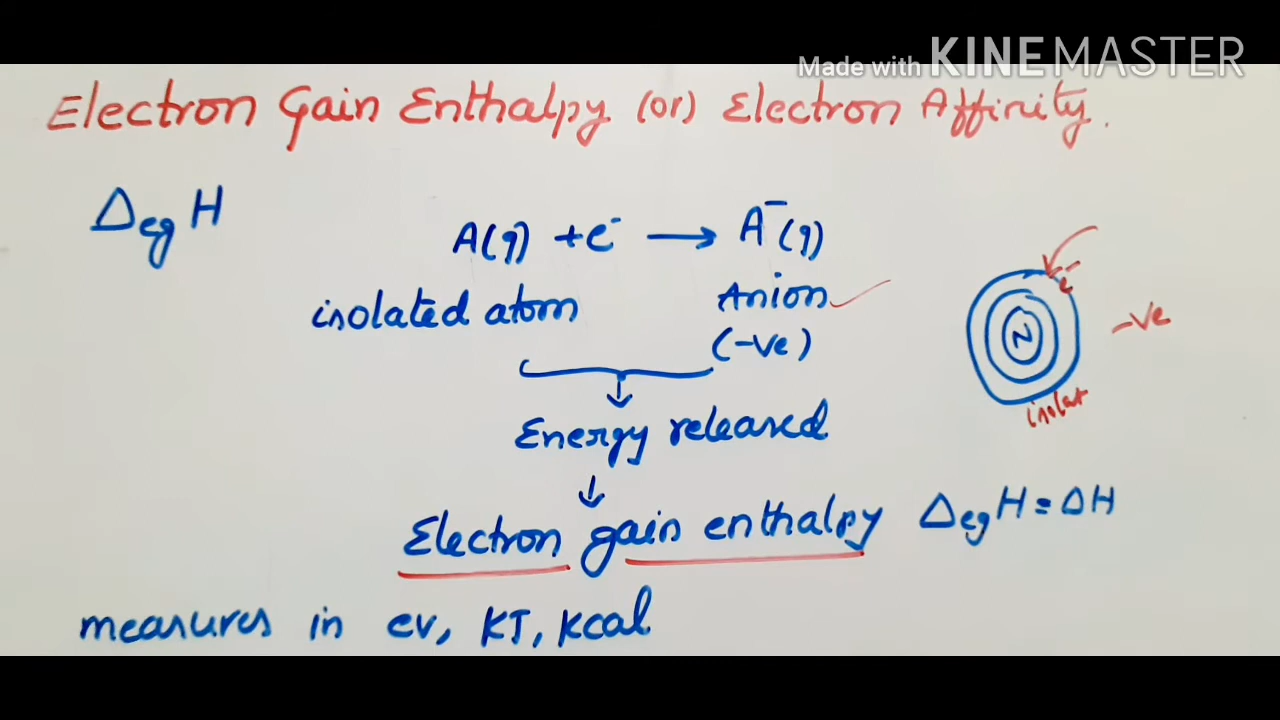 Made with KINEMASTER
Electron Gain Enthalpy (or) Electron Affinity.
ΔegH
A(g) + e⁻ → A⁻(g)
isolated atom
Anion ✓
(-Ve)
e⁻
N
-Ve
isolat
↓
Energy released
↓
Electron gain enthalpy ΔegH = ΔH
measures in ev, KJ, Kcal